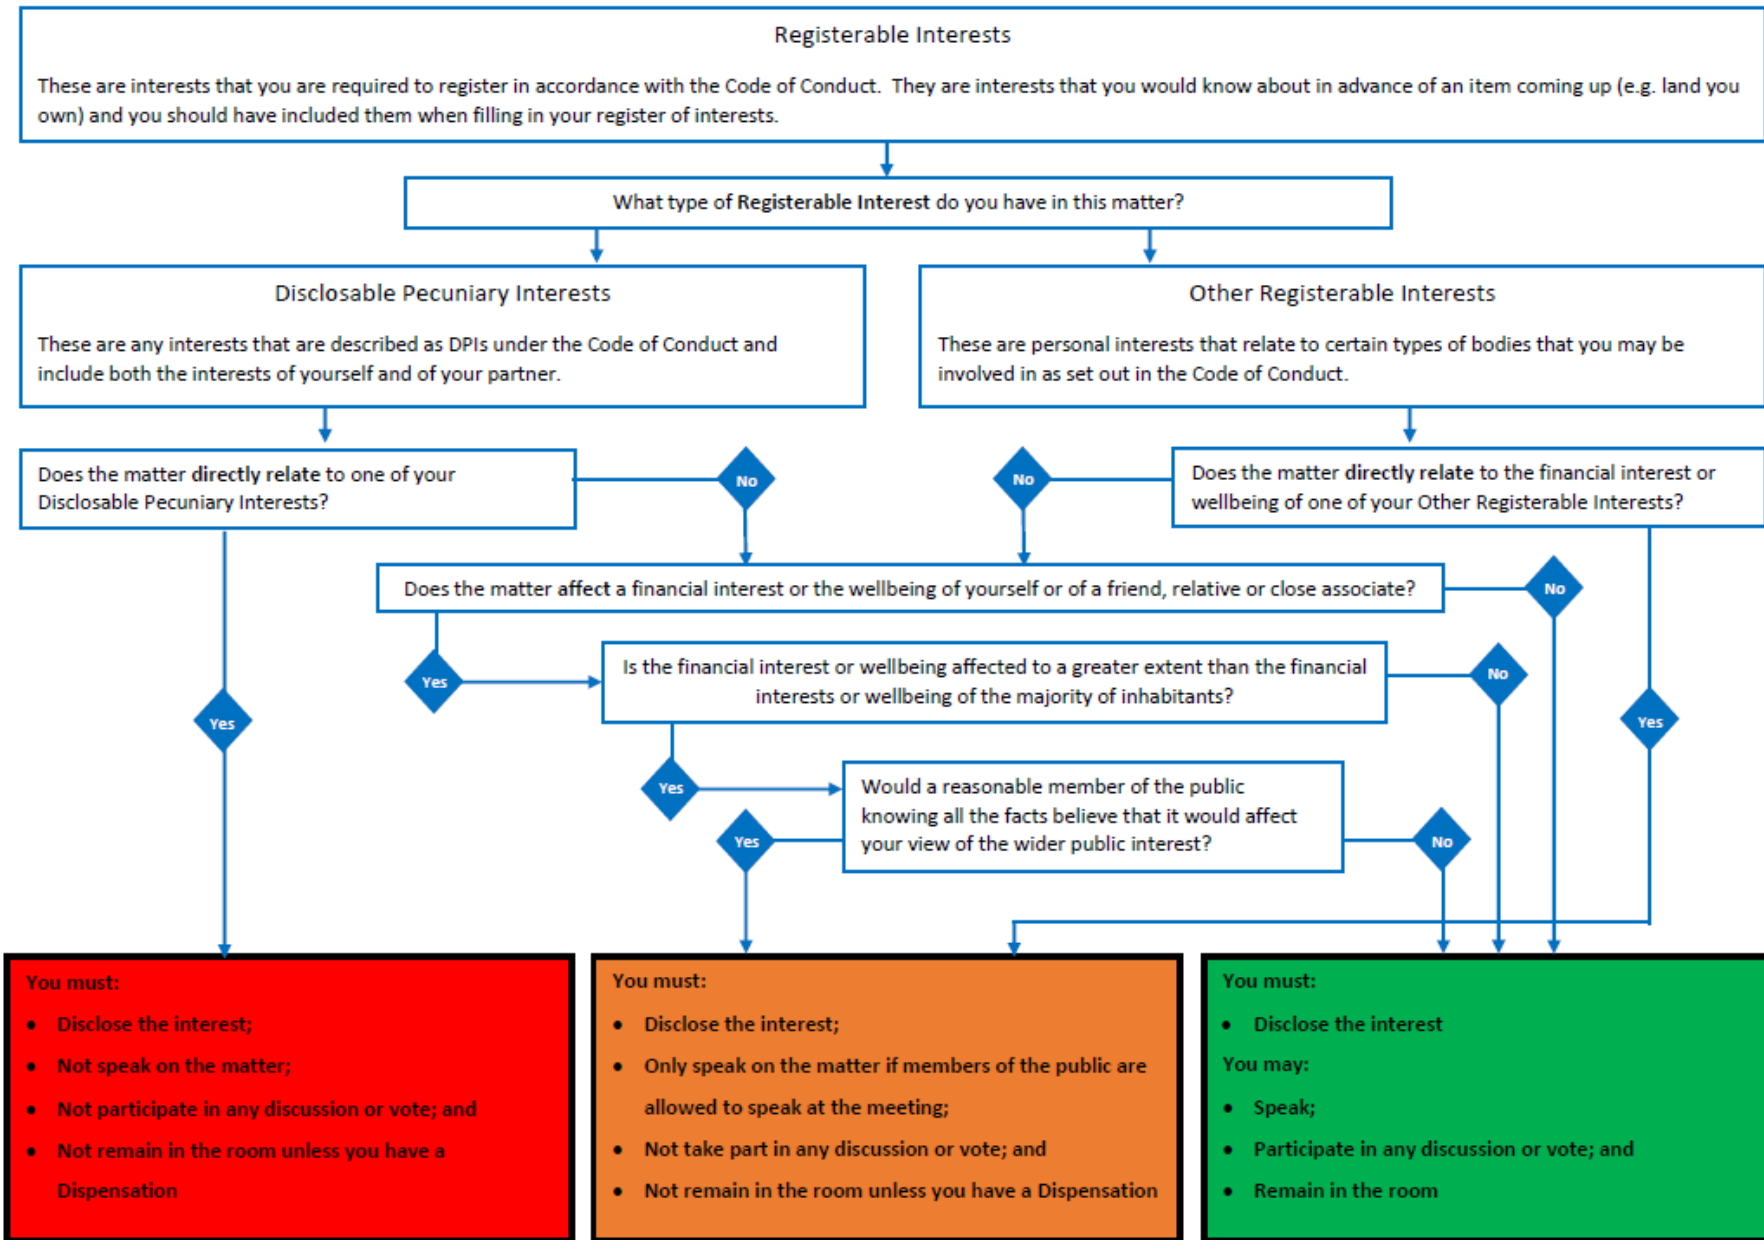 Registerable Interests
These are interests that you are required to register in accordance with the Code of Conduct. They are interests that you would know about in advance of an item coming up (e.g. land you
own) and you should have included them when filling in your register of interests.
What type of Registerable Interest do you have in this matter?
Disclosable Pecuniary Interests
These are any interests that are described as DPIs under the Code of Conduct and
include both the interests of yourself and of your partner.
Other Registerable Interests
These are personal interests that relate to certain types of bodies that you may be
involved in as set out in the Code of Conduct.
Does the matter directly relate to one of your
Disclosable Pecuniary Interests?
No
No
Does the matter directly relate to the financial interest or
wellbeing of one of your Other Registerable Interests?
Does the matter affect a financial interest or the wellbeing of yourself or of a friend, relative or close associate?
No
Yes
Is the financial interest or wellbeing affected to a greater extent than the financial
interests or wellbeing of the majority of inhabitants?
No
Yes
Yes
Yes
Would a reasonable member of the public
knowing all the facts believe that it would affect
your view of the wider public interest?
Yes
No
You must:
• Disclose the interest;
• Not speak on the matter;
• Not participate in any discussion or vote; and
• Not remain in the room unless you have a
Dispensation
You must:
• Disclose the interest;
• Only speak on the matter if members of the public are
allowed to speak at the meeting;
• Not take part in any discussion or vote; and
• Not remain in the room unless you have a Dispensation
You must:
• Disclose the interest
You may:
• Speak;
• Participate in any discussion or vote; and
• Remain in the room